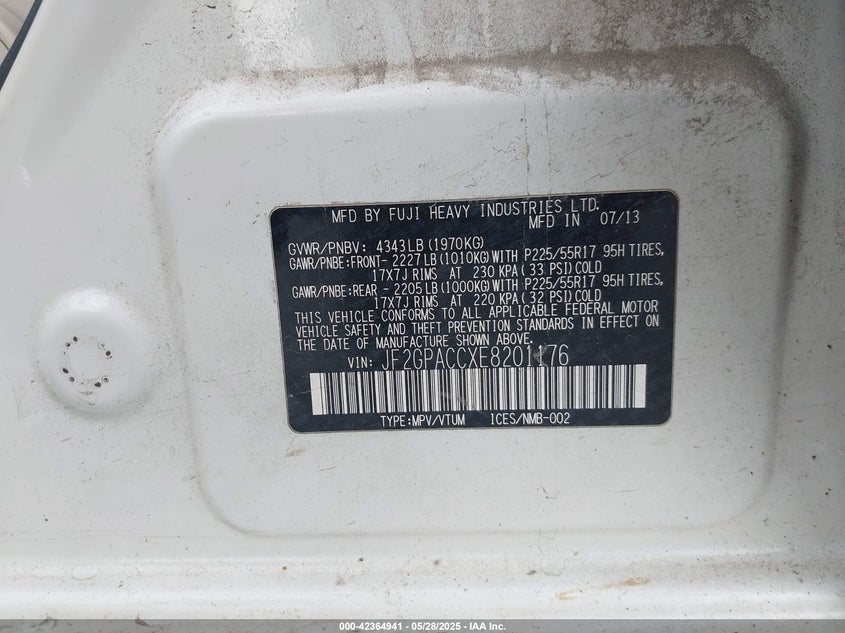 MFD BY FUJI HEAVY INDUSTRIES LTD.
MFD IN 07/13
GVWR/PNBV: 4343LB(1970KG)
GAWR/PNBE:FRONT-2227LB(1010KG)WITH P225/55R17 95H TIRES,
17X7J RIMS AT 230 KPA(33 PSI)COLD
GAWR/PNBE:REAR - 2205LB(1000KG)WITH P225/55R17 95H TIRES,
17X7J RIMS AT 220 KPA(32 PSI)COLD
THIS VEHICLE CONFORMS TO ALL APPLICABLE FEDERAL MOTOR
VEHICLE SAFETY AND THEFT PREVENTION STANDARDS IN EFFECT ON
THE DATE OF MANUFACTURE SHOWN ABOVE.
VIN: JF2GPACCXE8201176
TYPE:MPV/VTUM ICES/NMB-002
000-42364941 - 05/28/2025 - IAA Inc.